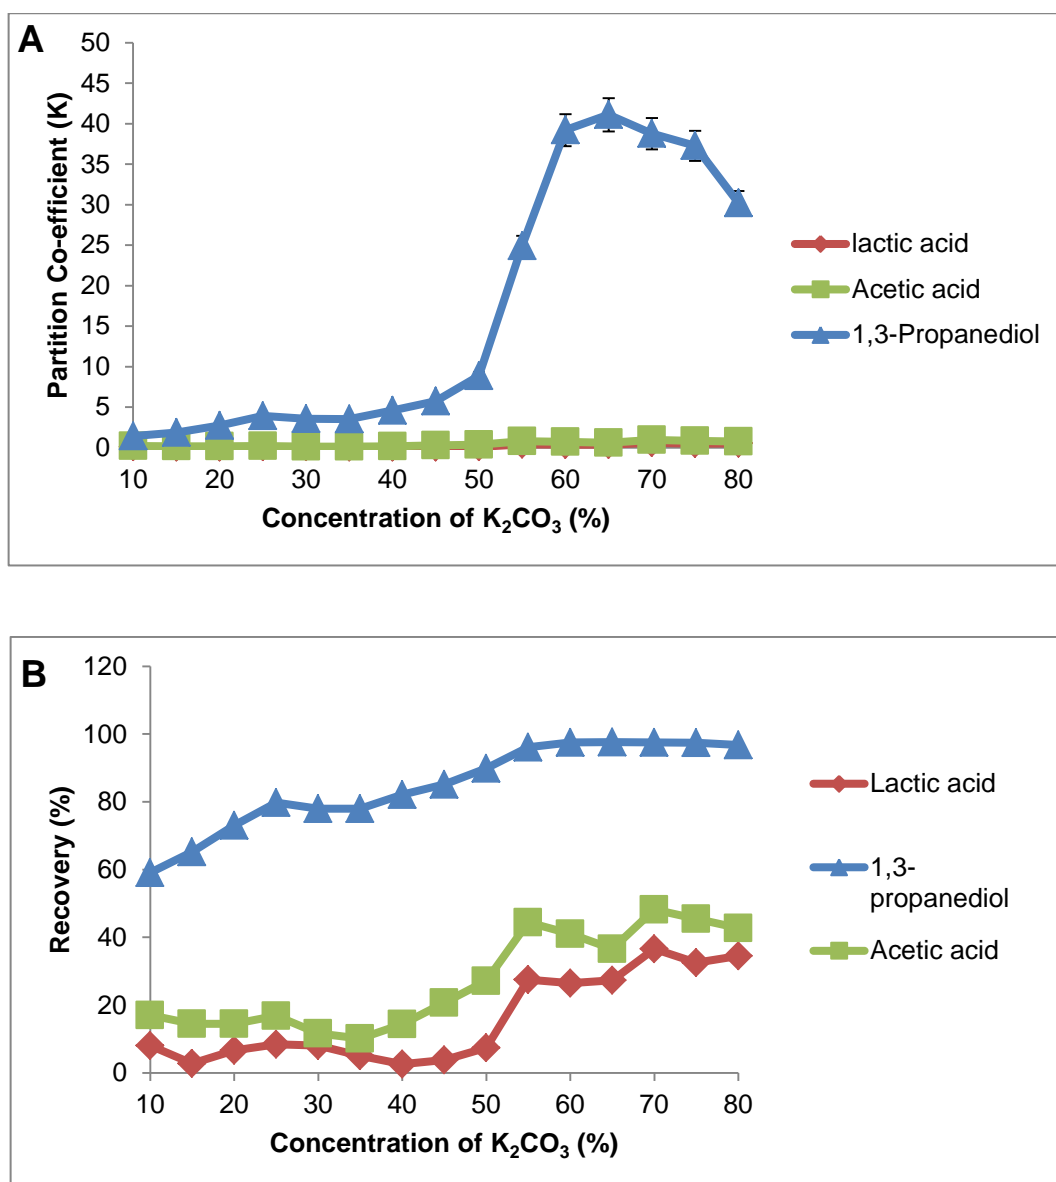 A
50
45
40
35
30
25
20
15
10
5
0
Partition Co-efficient (K)
10 20 30 40 50 60 70 80
Concentration of K₂CO₃ (%)
lactic acid
Acetic acid
1,3-Propanediol
B
120
100
80
60
40
20
0
Recovery (%)
10 20 30 40 50 60 70 80
Concentration of K₂CO₃ (%)
Lactic acid
1,3-
propanediol
Acetic acid